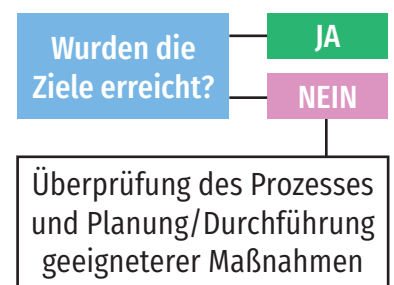 Wurden die
Ziele erreicht?
JA
NEIN
Überprüfung des Prozesses
und Planung/Durchführung
geeigneterer Maßnahmen